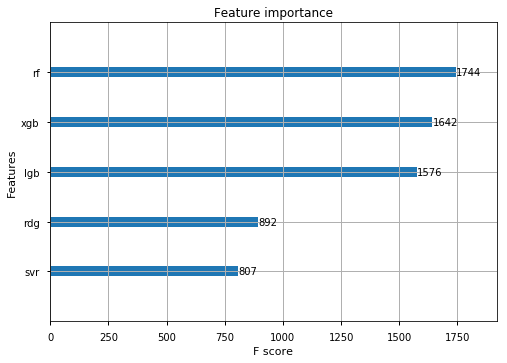 Feature importance
rf
1744
xgb
1642
lgb
1576
rdg
892
svr
807
Features
0 250 500 750 1000 1250 1500 1750
F score